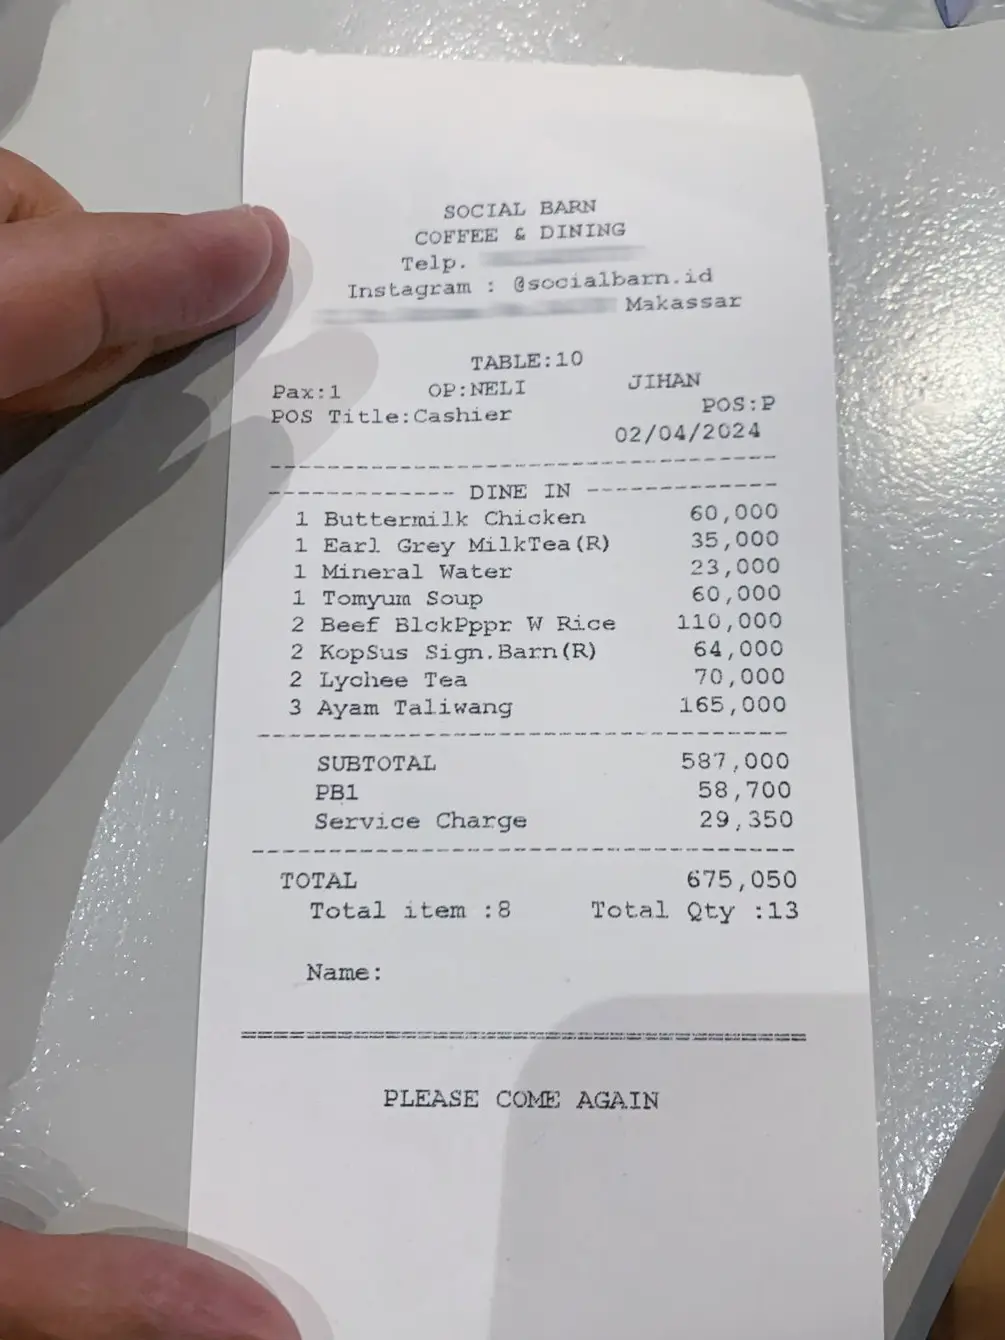 SOCIAL BARN
COFFEE & DINING
Telp.
Instagram : @socialbarn.id
Makassar
TABLE:10
Pax:1 OP:NELI JIHAN
POS Title:Cashier POS:P
02/04/2024
DINE IN
1 Buttermilk Chicken 60,000
1 Earl Grey MilkTea(R) 35,000
1 Mineral Water 23,000
1 Tomyum Soup 60,000
2 Beef BlckPppr W Rice 110,000
2 KopSus Sign.Barn(R) 64,000
2 Lychee Tea 70,000
3 Ayam Taliwang 165,000
SUBTOTAL 587,000
PB1 58,700
Service Charge 29,350
TOTAL 675,050
Total item :8 Total Qty :13
Name:
PLEASE COME AGAIN